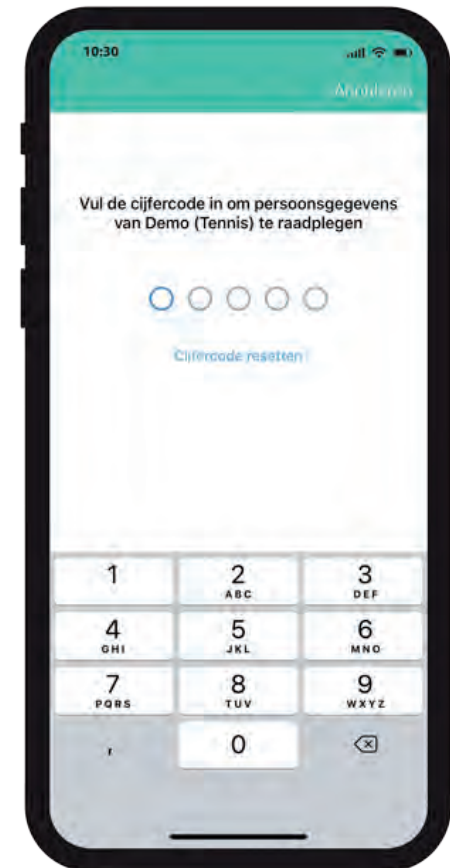 10:30
Annuleren
Vul de cijfercode in om persoonsgegevens
van Demo (Tennis) te raadplegen
Cijfercode resetten
1 2 3
ABC DEF
4 5 6
GHI JKL MNO
7 8 9
PQRS TUV WXYZ
, 0